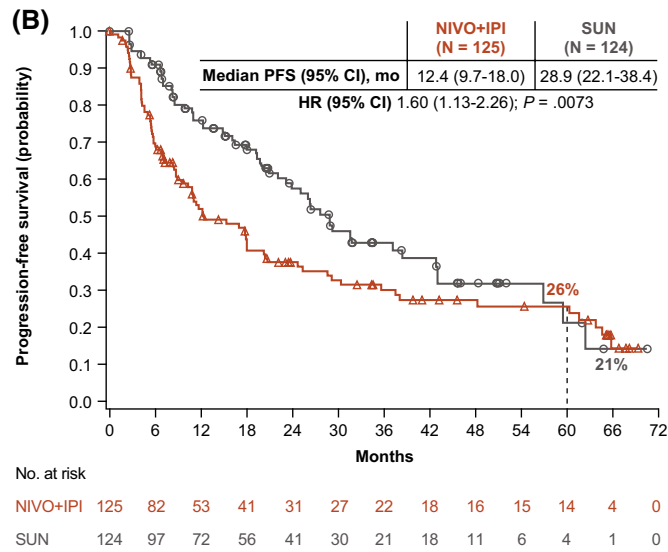 (B)
NIVO+IPI SUN
(N = 125) (N = 124)
Median PFS (95% CI), mo 12.4 (9.7-18.0) 28.9 (22.1-38.4)
HR (95% CI) 1.60 (1.13-2.26); P = .0073
Progression-free survival (probability)
1.0
0.9
0.8
0.7
0.6
0.5
0.4
0.3
0.2
0.1
0.0
26%
21%
0 6 12 18 24 30 36 42 48 54 60 66 72
Months
No. at risk
NIVO+IPI 125 82 53 41 31 27 22 18 16 15 14 4 0
SUN 124 97 72 56 41 30 21 18 11 6 4 1 0